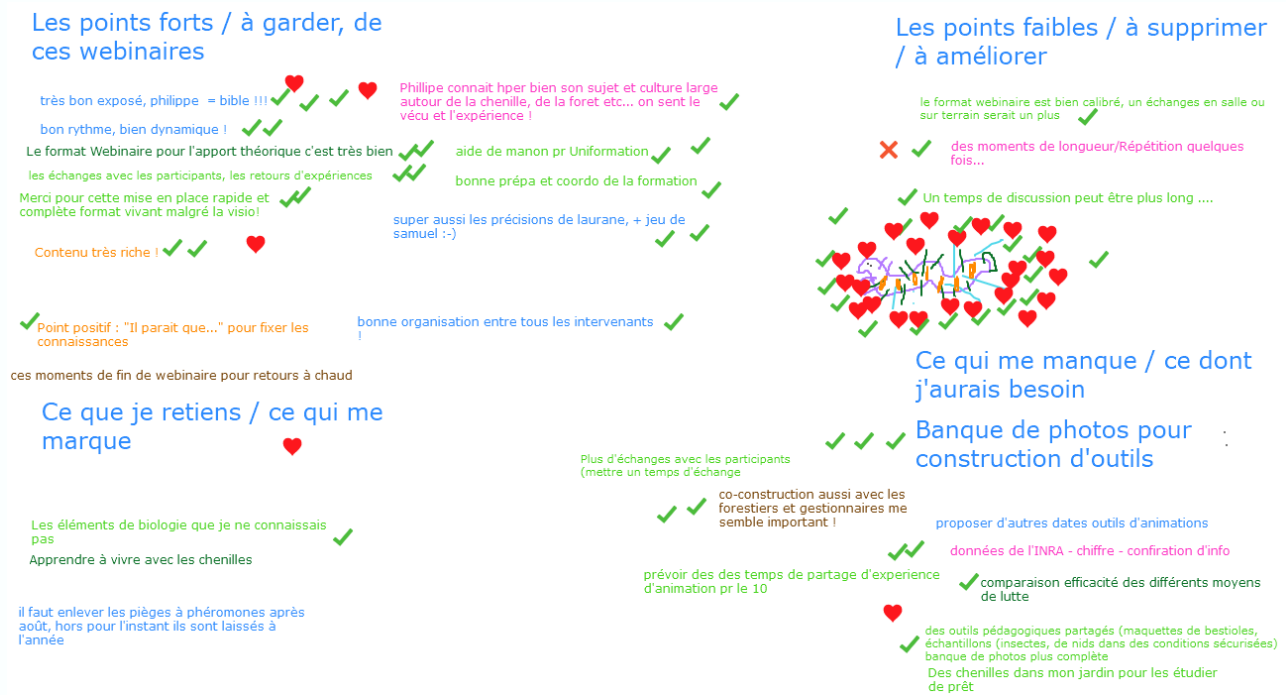 Les points forts / à garder, de
ces webinaires
très bon exposé, philippe = bible !!!
bon rythme, bien dynamique !
Le format Webinaire pour l'apport théorique c'est très bien
les échanges avec les participants, les retours d'expériences
Merci pour cette mise en place rapide et
complète format vivant malgré la visio!
Contenu très riche !
Point positif : "Il parait que..." pour fixer les
connaissances
ces moments de fin de webinaire pour retours à chaud
Phillipe connait hper bien son sujet et culture large
autour de la chenille, de la foret etc... on sent le
vécu et l'expérience !
aide de manon pr Uniformation
bonne prépa et coordo de la formation
super aussi les précisions de laurane, + jeu de
samuel :-)
bonne organisation entre tous les intervenants
!
Les points faibles / à supprimer
/ à améliorer
le format webinaire est bien calibré, un échanges en salle ou
sur terrain serait un plus
des moments de longueur/Répétition quelques
fois...
Un temps de discussion peut être plus long ....
Ce que je retiens / ce qui me
marque
Les éléments de biologie que je ne connaissais
pas
Apprendre à vivre avec les chenilles
il faut enlever les pièges à phéromones après
août, hors pour l'instant ils sont laissés à
l'année
Ce qui me manque / ce dont
j'aurais besoin
Banque de photos pour
construction d'outils
Plus d'échanges avec les participants
(mettre un temps d'échange
co-construction aussi avec les
forestiers et gestionnaires me
semble important !
proposer d'autres dates outils d'animations
données de l'INRA - chiffre - confiration d'info
prévoir des des temps de partage d'experience
d'animation pr le 10
comparaison efficacité des différents moyens
de lutte
des outils pédagogiques partagés (maquettes de bestioles,
échantillons (insectes, de nids dans des conditions sécurisées)
banque de photos plus complète
Des chenilles dans mon jardin pour les étudier
de prêt